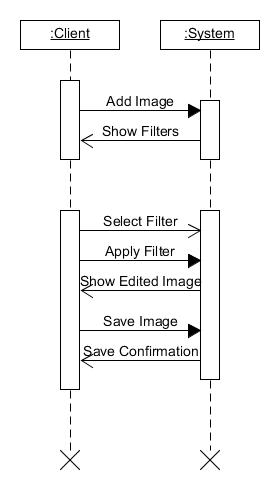 :Client
:System
Add Image
Show Filters
Select Filter
Apply Filter
Show Edited Image
Save Image
Save Confirmation